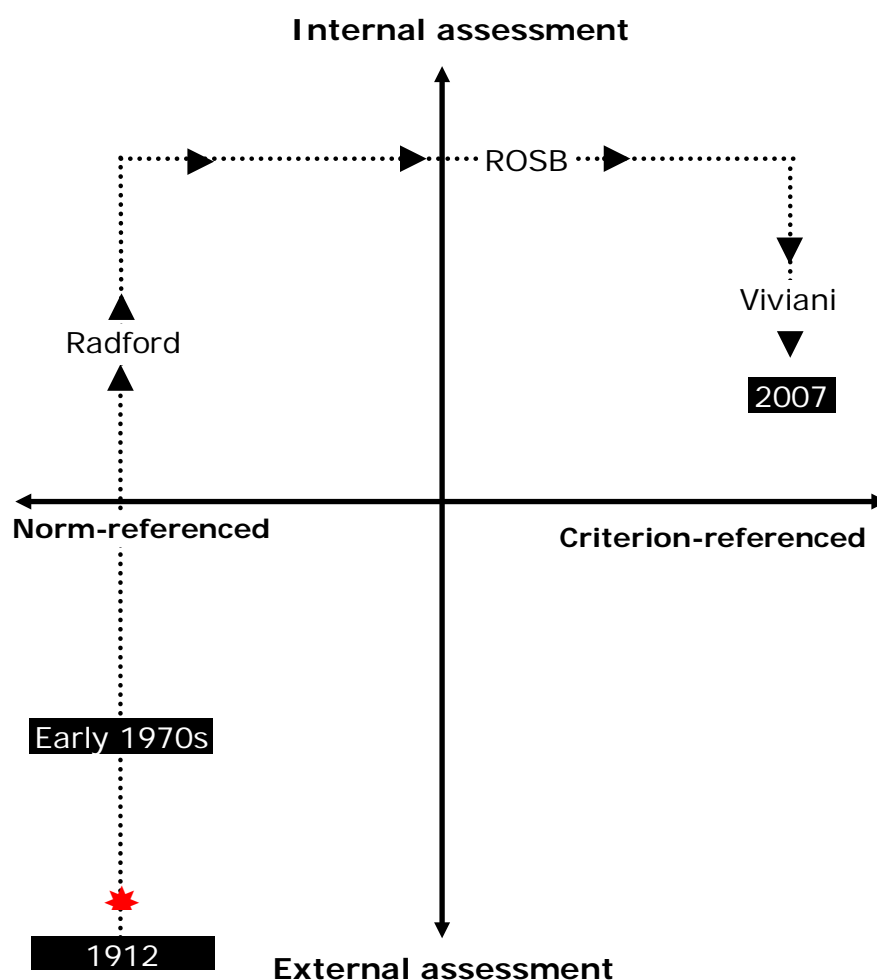 Internal assessment
ROSB
Viviani
Radford
2007
Norm-referenced
Criterion-referenced
Early 1970s
1912
External assessment